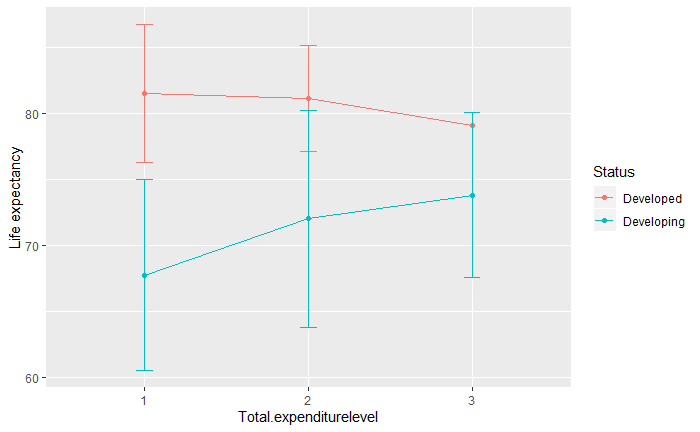 80
70
60
Life expectancy
1 2 3
Total.expenditurelevel
Status
Developed
Developing